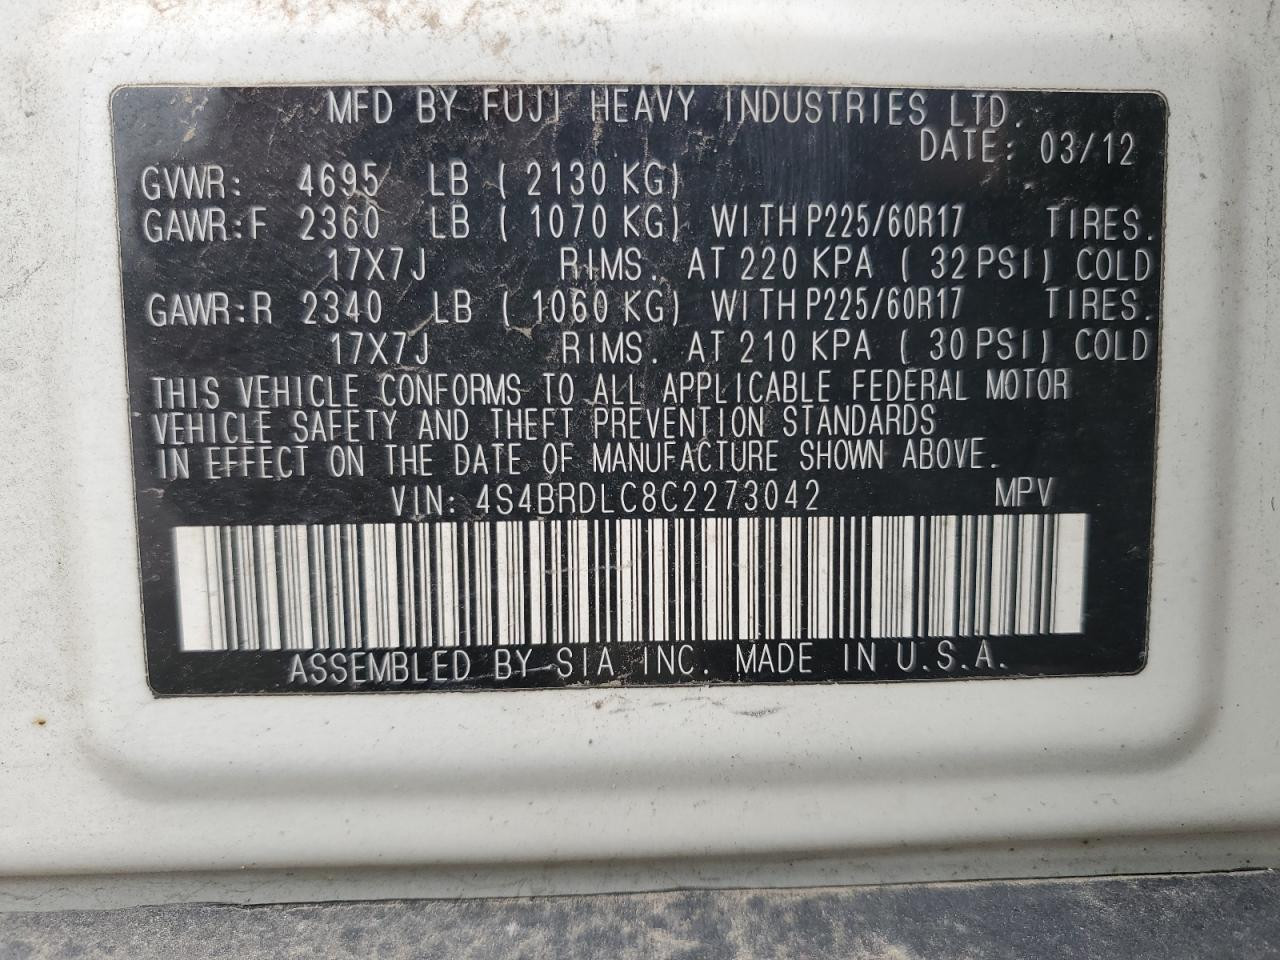 MFD BY FUJI HEAVY INDUSTRIES LTD.
DATE: 03/12
GVWR: 4695 LB ( 2130 KG)
GAWR:F 2360 LB ( 1070 KG) WITH P225/60R17 TIRES.
17X7J RIMS. AT 220 KPA ( 32 PSI) COLD
GAWR:R 2340 LB ( 1060 KG) WITH P225/60R17 TIRES.
17X7J RIMS. AT 210 KPA ( 30 PSI) COLD
THIS VEHICLE CONFORMS TO ALL APPLICABLE FEDERAL MOTOR
VEHICLE SAFETY AND THEFT PREVENTION STANDARDS
IN EFFECT ON THE DATE OF MANUFACTURE SHOWN ABOVE.
VIN: 4S4BRDLC8C2273042 MPV
ASSEMBLED BY SIA INC. MADE IN U.S.A.